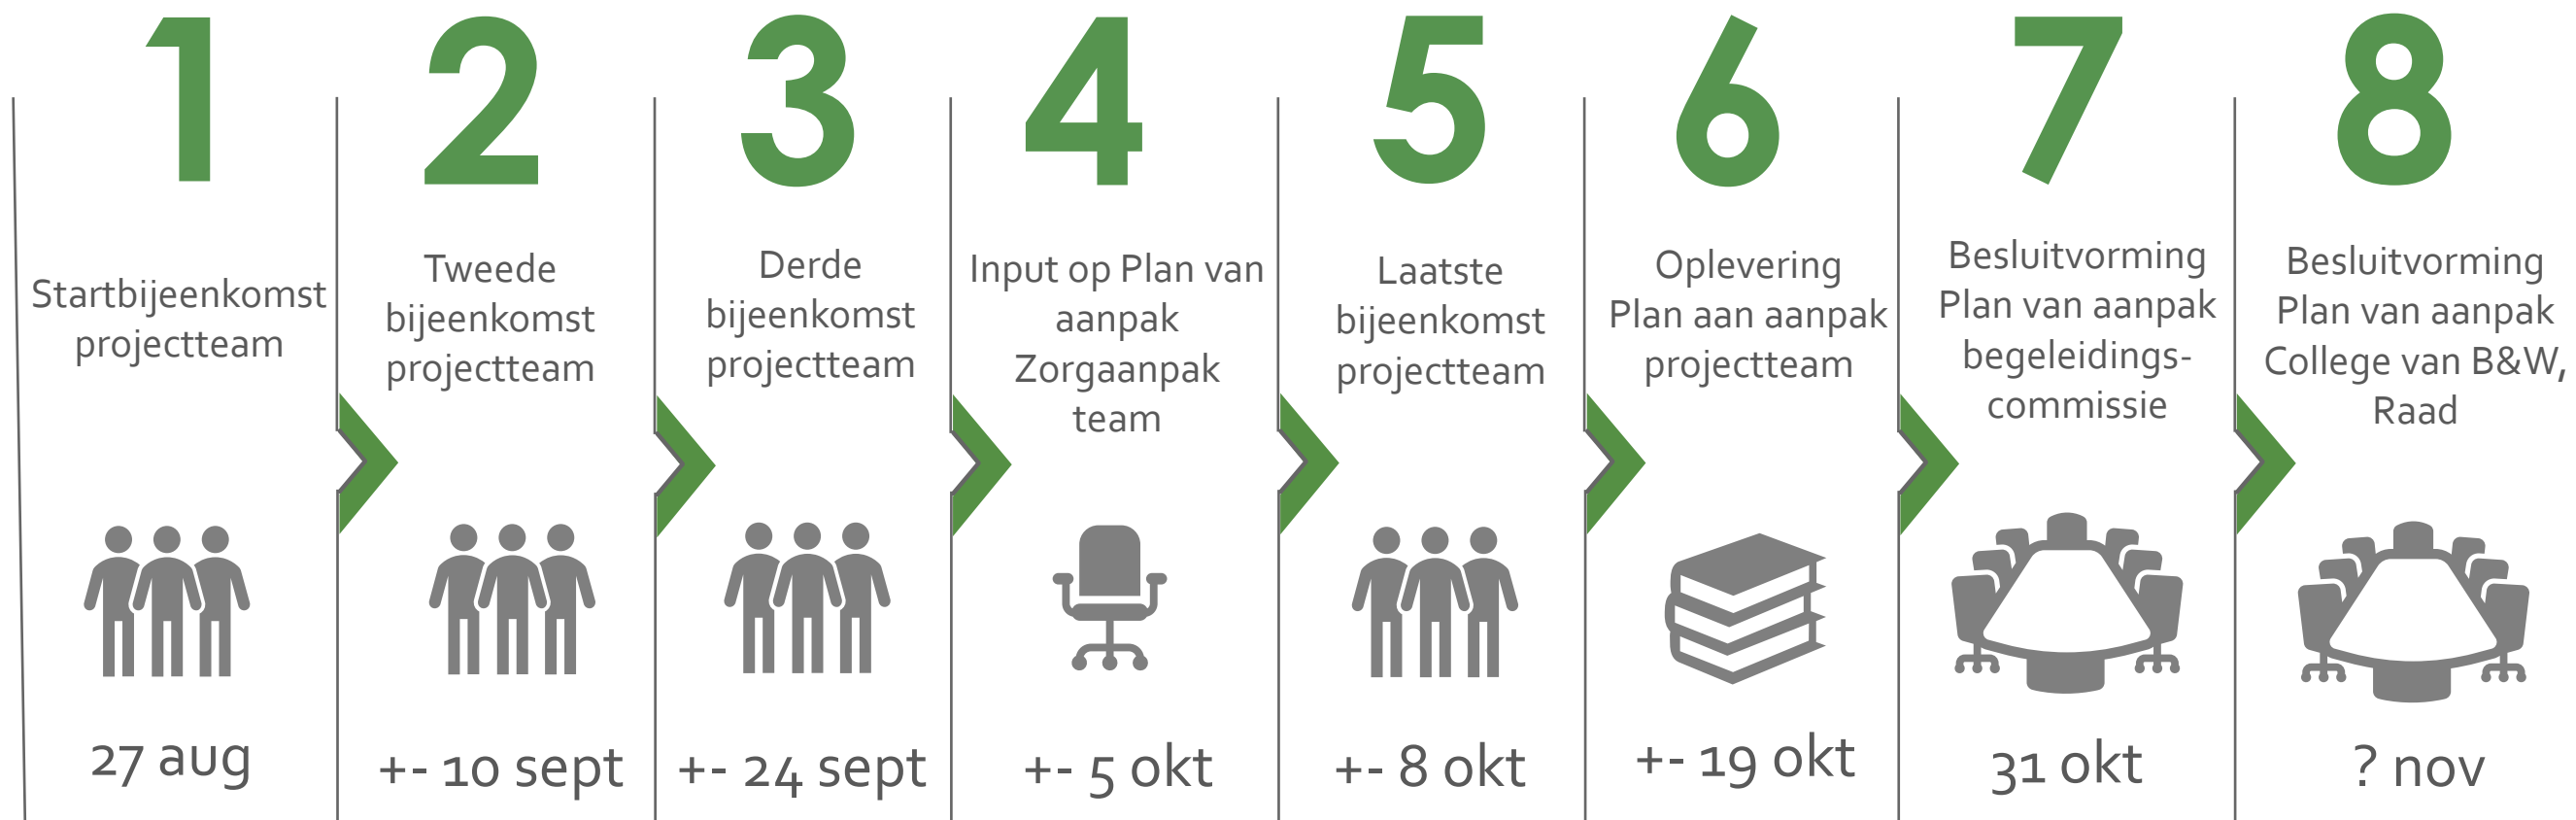 1
Startbijeenkomst
projectteam
27 aug
2
Tweede
bijeenkomst
projectteam
+- 10 sept
3
Derde
bijeenkomst
projectteam
+- 24 sept
4
Input op Plan van
aanpak
Zorgaanpak
team
+- 5 okt
5
Laatste
bijeenkomst
projectteam
+- 8 okt
6
Oplevering
Plan aan aanpak
projectteam
+- 19 okt
7
Besluitvorming
Plan van aanpak
begeleidings-
commissie
31 okt
8
Besluitvorming
Plan van aanpak
College van B&W,
Raad
? nov